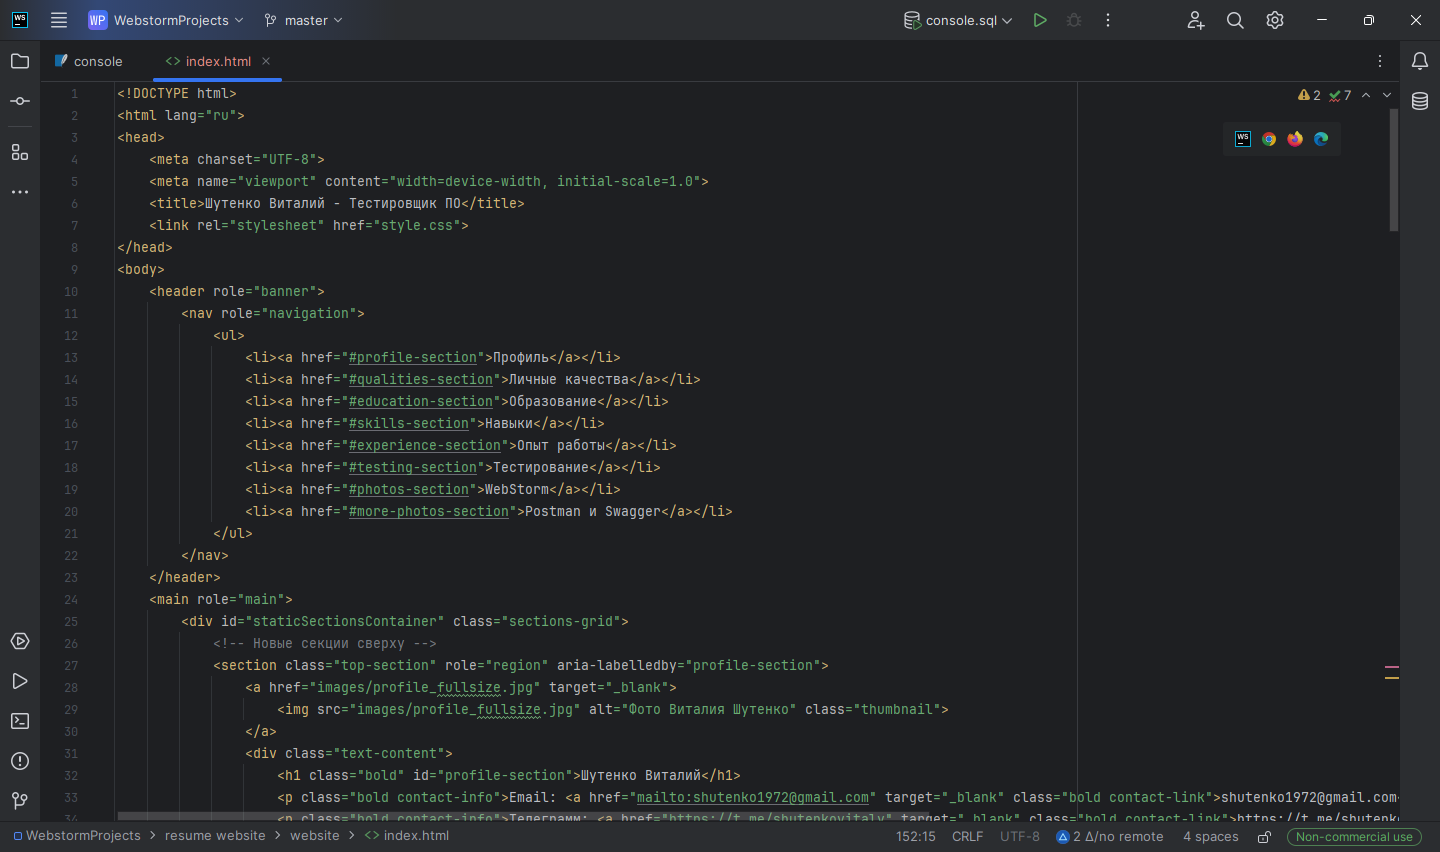 WS
WP WebstormProjects
master
console.sql
console
index.html
2 7
1 <!DOCTYPE html>
2 <html lang="ru">
3 <head>
4 <meta charset="UTF-8">
5 <meta name="viewport" content="width=device-width, initial-scale=1.0">
6 <title>Шутенко Виталий - Тестировщик ПО</title>
7 <link rel="stylesheet" href="style.css">
8 </head>
9 <body>
10 <header role="banner">
11 <nav role="navigation">
12 <ul>
13 <li><a href="#profile-section">Профиль</a></li>
14 <li><a href="#qualities-section">Личные качества</a></li>
15 <li><a href="#education-section">Образование</a></li>
16 <li><a href="#skills-section">Навыки</a></li>
17 <li><a href="#experience-section">Опыт работы</a></li>
18 <li><a href="#testing-section">Тестирование</a></li>
19 <li><a href="#photos-section">WebStorm</a></li>
20 <li><a href="#more-photos-section">Postman и Swagger</a></li>
21 </ul>
22 </nav>
23 </header>
24 <main role="main">
25 <div id="staticSectionsContainer" class="sections-grid">
26 <!-- Новые секции сверху -->
27 <section class="top-section" role="region" aria-labelledby="profile-section">
28 <a href="images/profile_fullsize.jpg" target="_blank">
29 <img src="images/profile_fullsize.jpg" alt="Фото Виталия Шутенко" class="thumbnail">
30 </a>
31 <div class="text-content">
32 <h1 class="bold" id="profile-section">Шутенко Виталий</h1>
33 <p class="bold contact-info">Email: <a href="mailto:shutenko1972@gmail.com" target="_blank" class="bold contact-link">shutenko1972@gmail.com
34 <p class="bold contact-info">Телеграмм: <a href="https://t.me/shutenkovitaly" target="_blank" class="bold contact-link">https://t.me/shutenk
WebstormProjects > resume website > website > index.html
152:15 CRLF UTF-8 2 Δ/no remote 4 spaces Non-commercial use